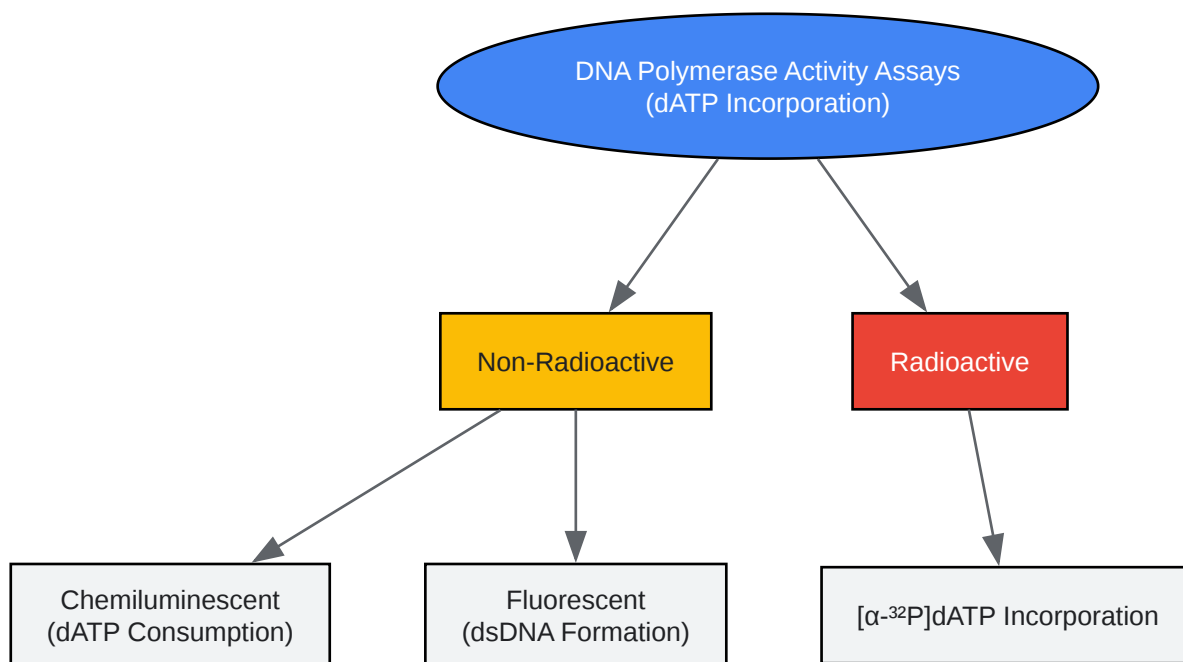 DNA Polymerase Activity Assays
(dATP Incorporation)
Non-Radioactive
Radioactive
Chemiluminescent
(dATP Consumption)
Fluorescent
(dsDNA Formation)
[α-³²P]dATP Incorporation